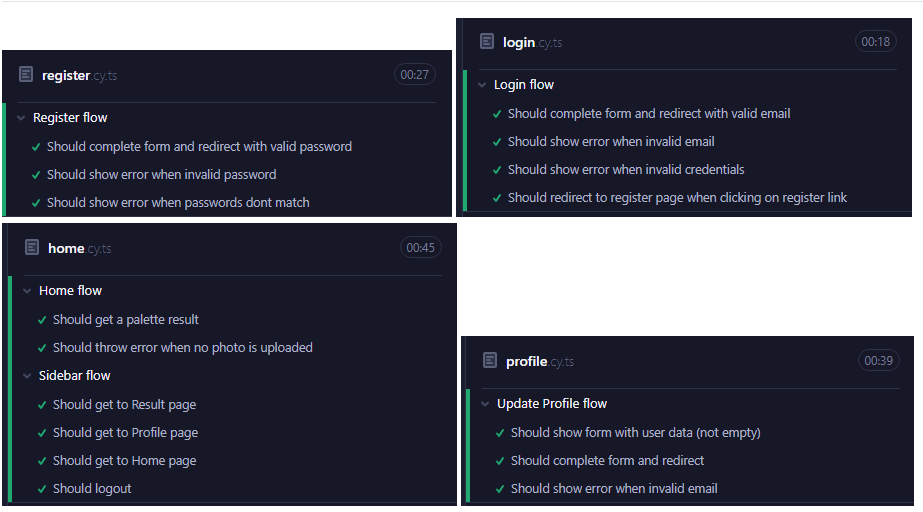 register.cy.ts 00:27
Register flow
Should complete form and redirect with valid password
Should show error when invalid password
Should show error when passwords dont match
login.cy.ts 00:18
Login flow
Should complete form and redirect with valid email
Should show error when invalid email
Should show error when invalid credentials
Should redirect to register page when clicking on register link
home.cy.ts 00:45
Home flow
Should get a palette result
Should throw error when no photo is uploaded
Sidebar flow
Should get to Result page
Should get to Profile page
Should get to Home page
Should logout
profile.cy.ts 00:39
Update Profile flow
Should show form with user data (not empty)
Should complete form and redirect
Should show error when invalid email